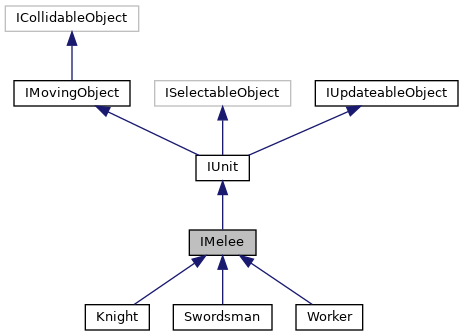 ICollidableObject
IMovingObject
ISelectableObject
IUpdateableObject
IUnit
IMelee
Knight
Swordsman
Worker